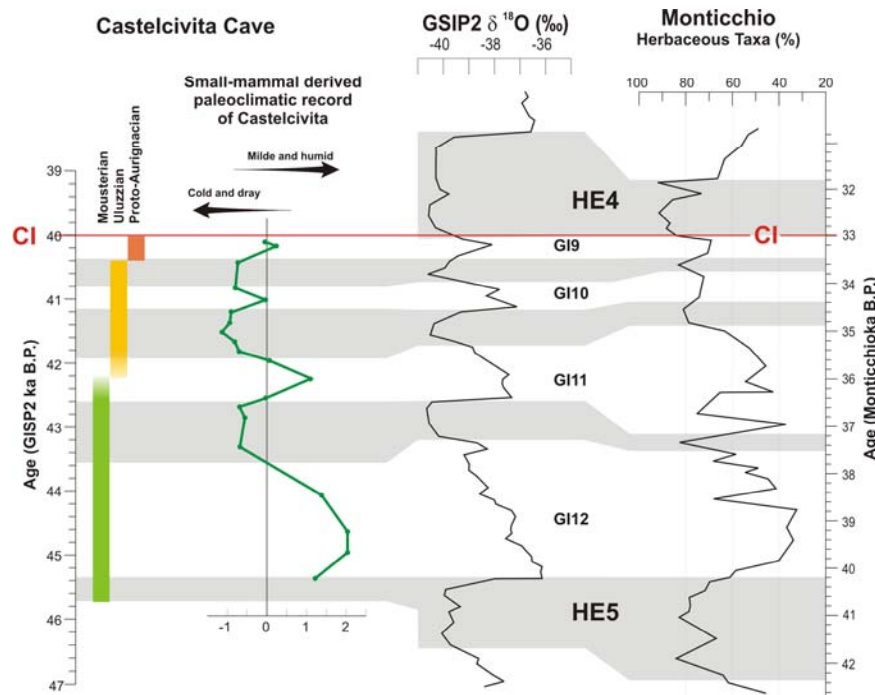 Castelcivita Cave
GSIP2 δ ¹⁸O (‰)
Monticchio
Herbaceous Taxa (%)
-40 -38 -36
100 80 60 40 20
Small-mammal derived
paleoclimatic record
of Castelcivita
Milde and humid
Cold and dray
Mousterian
Uluzzian
Proto-Aurignacian
Age (GISP2 ka B.P.)
39
40
41
42
43
44
45
46
47
CI
CI
HE4
GI9
GI10
GI11
GI12
HE5
-1 0 1 2
32
33
34
35
36
37
38
39
40
41
42
Age (Monticchioka B.P.)